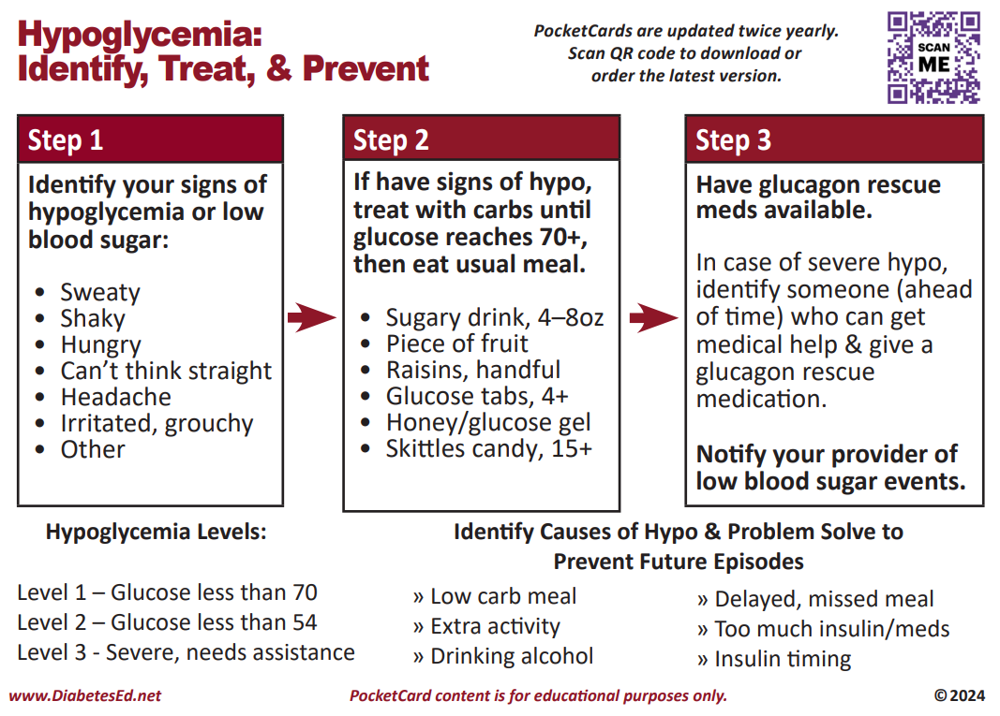 Hypoglycemia:
Identify, Treat, & Prevent
PocketCards are updated twice yearly.
Scan QR code to download or
order the latest version.
SCAN
ME
Step 1
Identify your signs of
hypoglycemia or low
blood sugar:
• Sweaty
• Shaky
• Hungry
• Can’t think straight
• Headache
• Irritated, grouchy
• Other
Step 2
If have signs of hypo,
treat with carbs until
glucose reaches 70+,
then eat usual meal.
• Sugary drink, 4–8oz
• Piece of fruit
• Raisins, handful
• Glucose tabs, 4+
• Honey/glucose gel
• Skittles candy, 15+
Step 3
Have glucagon rescue
meds available.
In case of severe hypo,
identify someone (ahead
of time) who can get
medical help & give a
glucagon rescue
medication.
Notify your provider of
low blood sugar events.
Hypoglycemia Levels:
Level 1 – Glucose less than 70
Level 2 – Glucose less than 54
Level 3 - Severe, needs assistance
Identify Causes of Hypo & Problem Solve to
Prevent Future Episodes
» Low carb meal
» Extra activity
» Drinking alcohol
» Delayed, missed meal
» Too much insulin/meds
» Insulin timing
www.DiabetesEd.net
PocketCard content is for educational purposes only.
© 2024